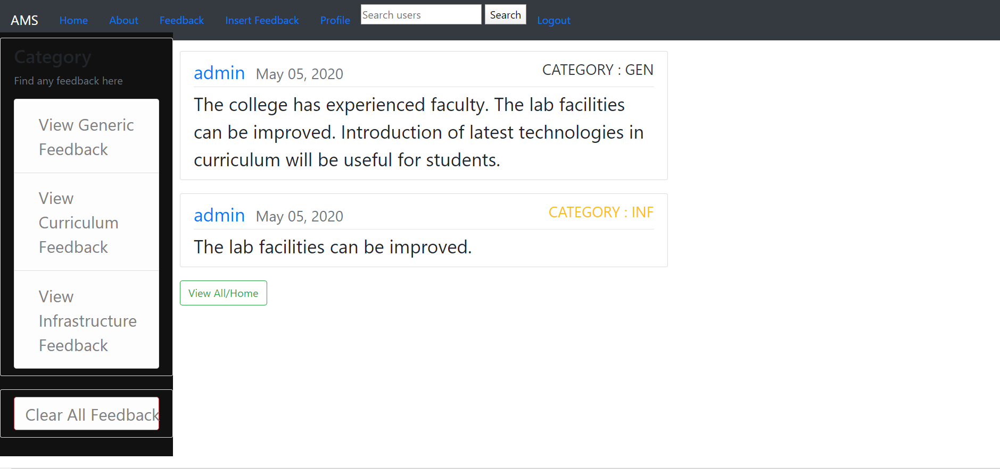 AMS Home About Feedback Insert Feedback Profile Search users Search Logout
Category
Find any feedback here
View Generic
Feedback
View
Curriculum
Feedback
View
Infrastructure
Feedback
Clear All Feedback
admin May 05, 2020 CATEGORY : GEN
The college has experienced faculty. The lab facilities
can be improved. Introduction of latest technologies in
curriculum will be useful for students.
admin May 05, 2020 CATEGORY : INF
The lab facilities can be improved.
View All/Home